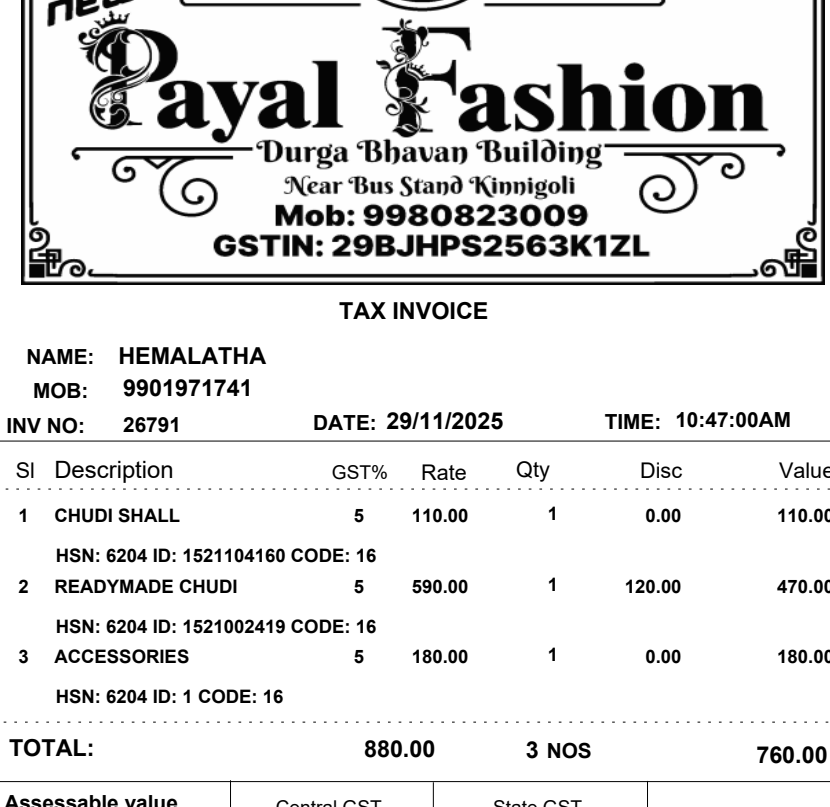 new
Payal Fashion
Durga Bhavan Building
Near Bus Stand Kinnigoli
Mob: 9980823009
GSTIN: 29BJHPS2563K1ZL
TAX INVOICE
NAME: HEMALATHA
MOB: 9901971741
INV NO: 26791 DATE: 29/11/2025 TIME: 10:47:00AM
Sl Description GST% Rate Qty Disc Value
1 CHUDI SHALL 5 110.00 1 0.00 110.00
HSN: 6204 ID: 1521104160 CODE: 16
2 READYMADE CHUDI 5 590.00 1 120.00 470.00
HSN: 6204 ID: 1521002419 CODE: 16
3 ACCESSORIES 5 180.00 1 0.00 180.00
HSN: 6204 ID: 1 CODE: 16
TOTAL: 880.00 3 NOS 760.00
Assessable value Central GST State GST